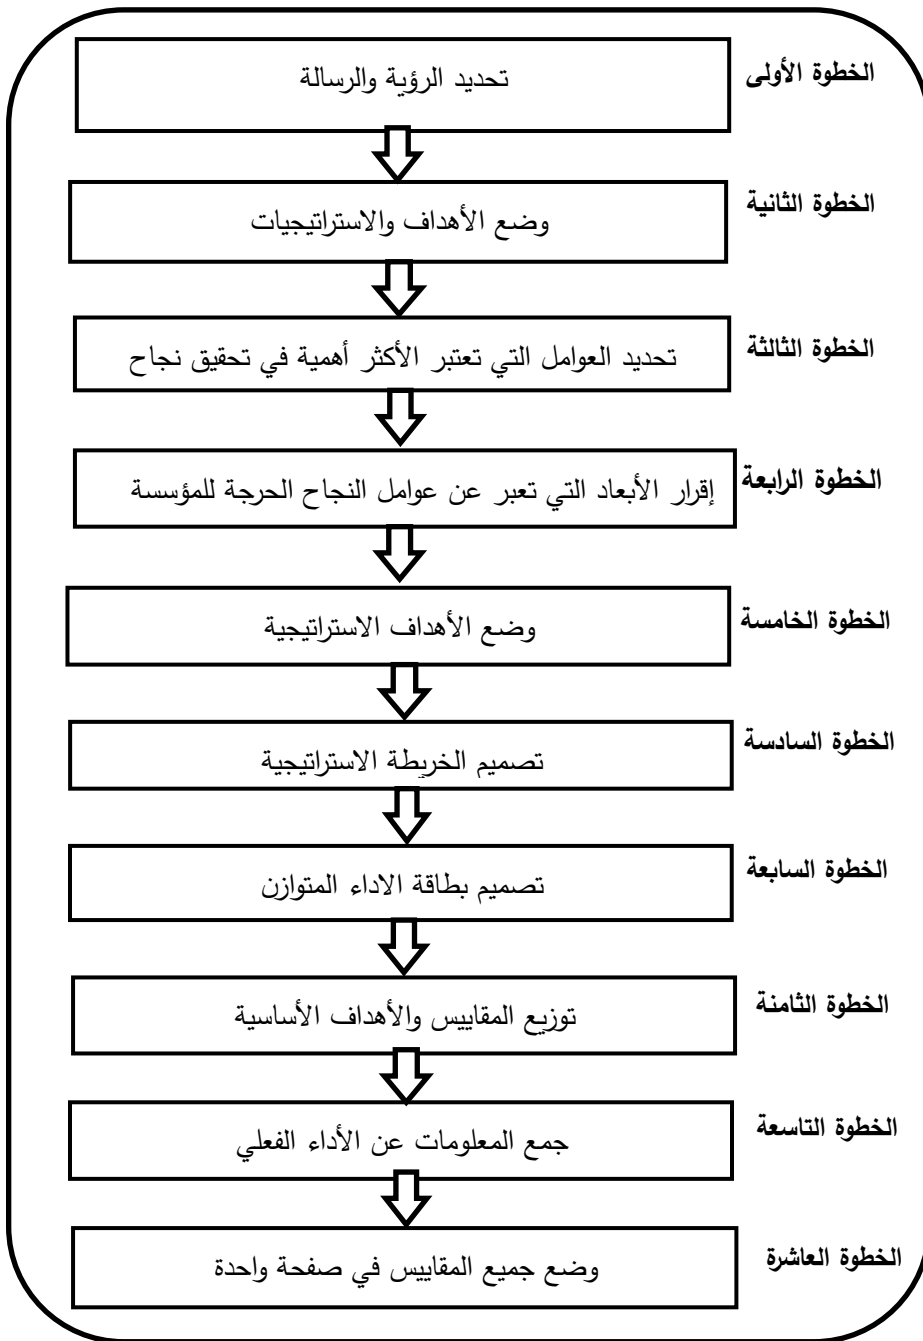 الخطوة الأولى
تحديد الرؤية والرسالة
الخطوة الثانية
وضع الأهداف والاستراتيجيات
الخطوة الثالثة
تحديد العوامل التي تعتبر الأكثر أهمية في تحقيق نجاح
الخطوة الرابعة
إقرار الأبعاد التي تعبر عن عوامل النجاح الحرجة للمؤسسة
الخطوة الخامسة
وضع الأهداف الاستراتيجية
الخطوة السادسة
تصميم الخريطة الاستراتيجية
الخطوة السابعة
تصميم بطاقة الاداء المتوازن
الخطوة الثامنة
توزيع المقاييس والأهداف الأساسية
الخطوة التاسعة
جمع المعلومات عن الأداء الفعلي
الخطوة العاشرة
وضع جميع المقاييس في صفحة واحدة